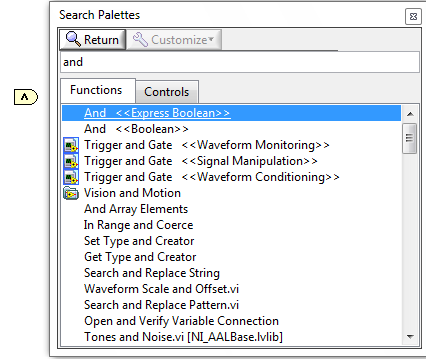 Search Palettes
Return
Customize
and
Functions
Controls
And <<Express Boolean>>
And <<Boolean>>
Trigger and Gate <<Waveform Monitoring>>
Trigger and Gate <<Signal Manipulation>>
Trigger and Gate <<Waveform Conditioning>>
Vision and Motion
And Array Elements
In Range and Coerce
Set Type and Creator
Get Type and Creator
Search and Replace String
Waveform Scale and Offset.vi
Search and Replace Pattern.vi
Open and Verify Variable Connection
Tones and Noise.vi [NI_AALBase.lvlib]